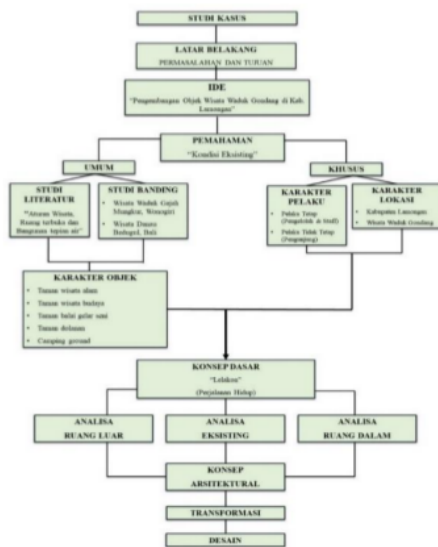 STUDI KASUS
LATAR BELAKANG
PERMASALAHAN DAN TUJUAN
IDE
"Pengembangan Objek Wisata Waduk Gondang di Kab.
Lamongan"
PEMAHAMAN
"Kondisi Eksisting"
UMUM
KHUSUS
STUDI
LITERATUR
"Aturan Wisata,
Ruang terbuka dan
Bangunan tepian air"
STUDI BANDING
• Wisata Waduk Gajah
Mungkur, Wonogiri
• Wisata Danau
Bedugul, Bali
KARAKTER
PELAKU
• Pelaku Tetap
(Pengelola & Staff)
• Pelaku Tidak Tetap
(Pengunjung)
KARAKTER
LOKASI
• Kabupaten Lamongan
• Wisata Waduk Gondang
KARAKTER OBJEK
• Taman wisata alam
• Taman wisata budaya
• Taman balai gelar seni
• Taman dolanan
• Camping ground
KONSEP DASAR
"Lelakon"
(Perjalanan Hidup)
ANALISA
RUANG LUAR
ANALISA
EKSISTING
ANALISA
RUANG DALAM
KONSEP
ARSITEKTURAL
TRANSFORMASI
DESAIN